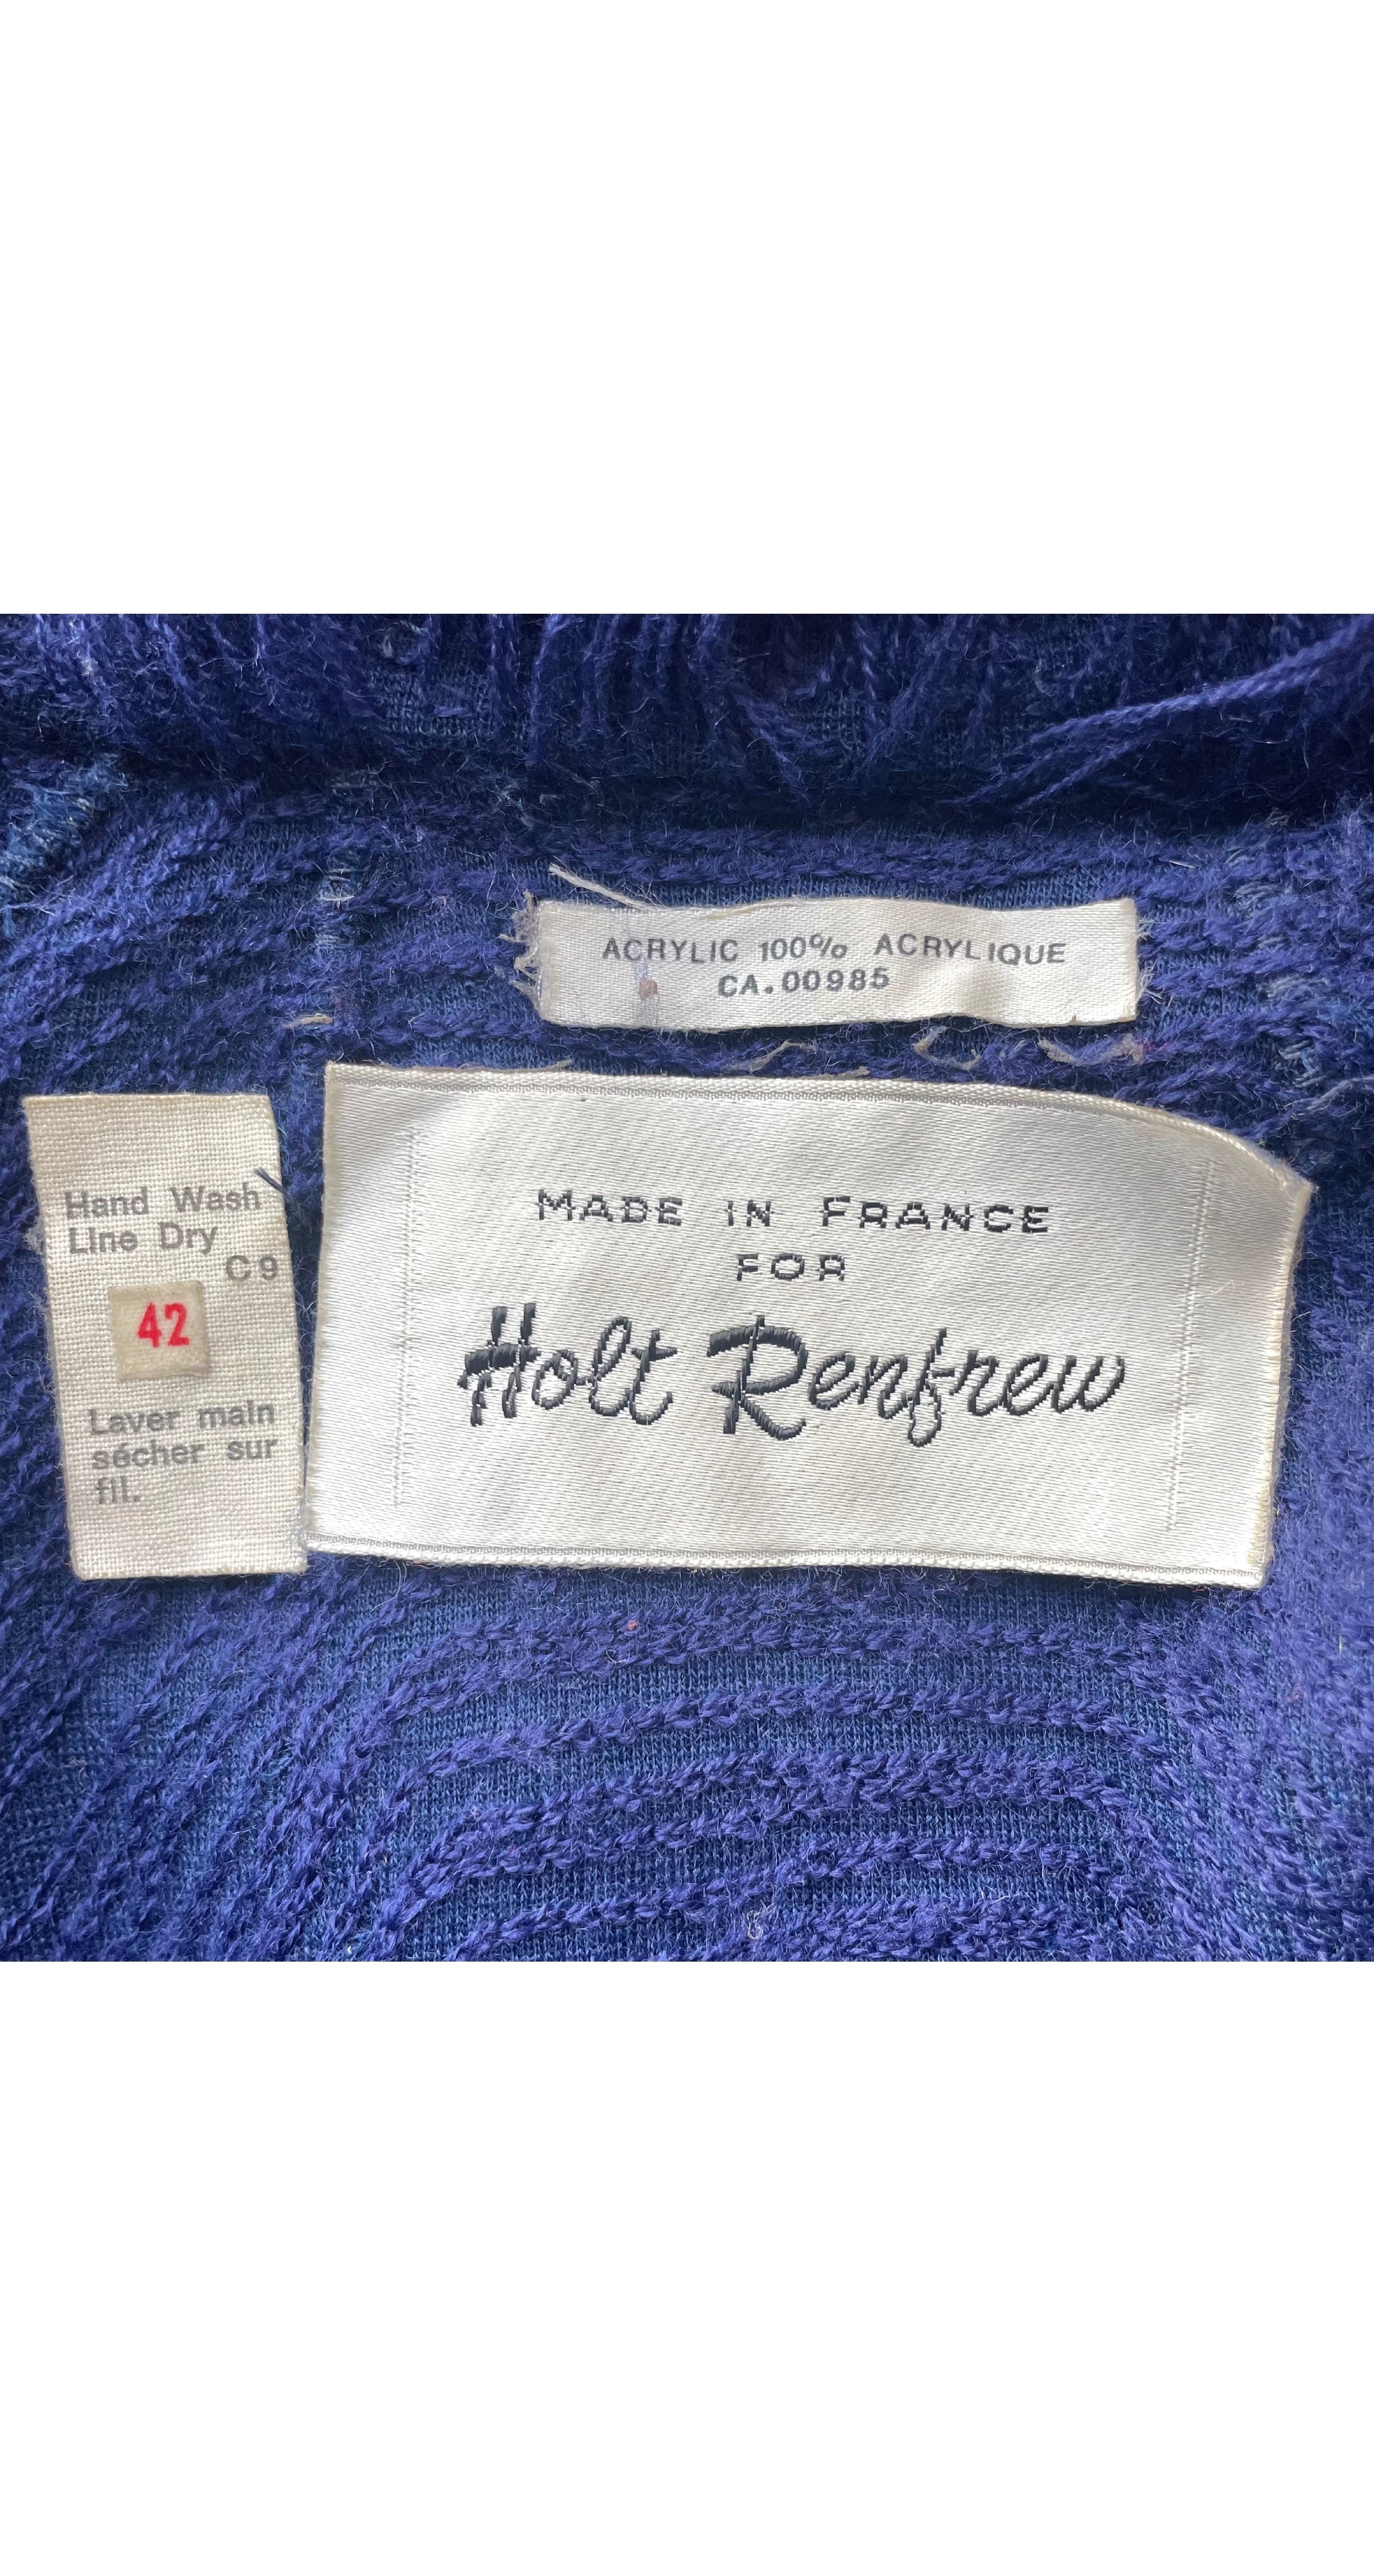 ACRYLIC 100% ACRYLIQUE
CA.00985
MADE IN FRANCE
FOR
Holt Renfrew
Hand Wash
Line Dry
C9
42
Laver main
sécher sur
fil.